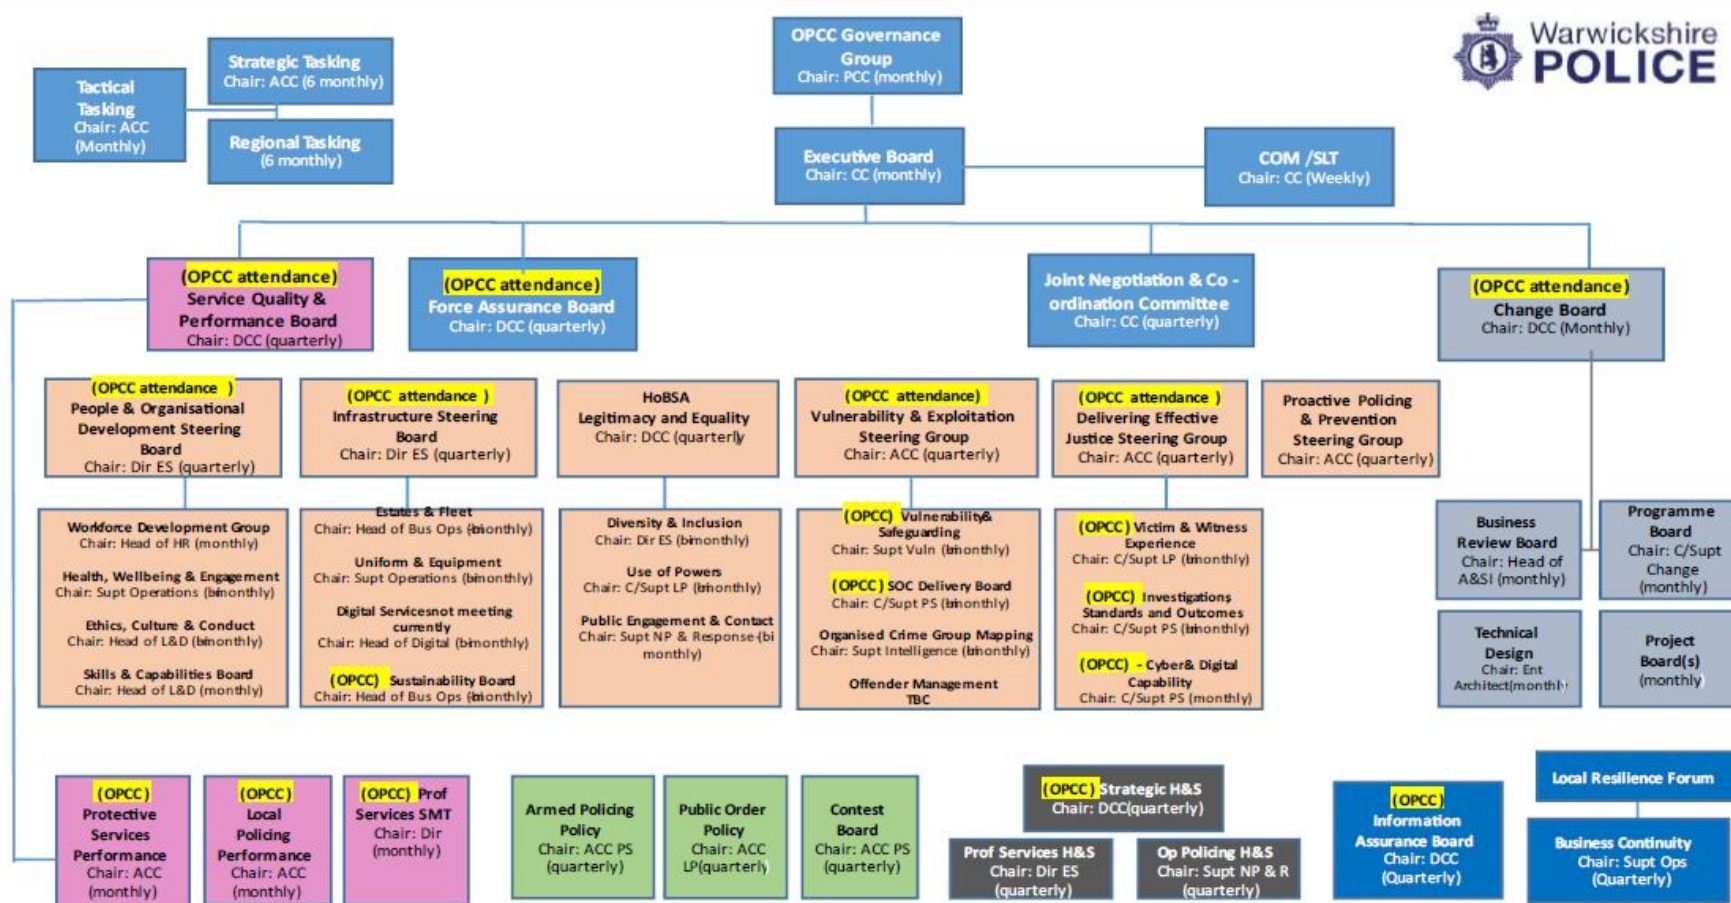 Warwickshire
POLICE
OPCC Governance
Group
Chair: PCC (monthly)
Strategic Tasking
Chair: ACC (6 monthly)
Tactical
Tasking
Chair: ACC
(Monthly)
Regional Tasking
(6 monthly)
Executive Board
Chair: CC (monthly)
COM /SLT
Chair: CC (Weekly)
(OPCC attendance)
Service Quality &
Performance Board
Chair: DCC (quarterly)
(OPCC attendance)
Force Assurance Board
Chair: DCC (quarterly)
Joint Negotiation & Co -
ordination Committee
Chair: CC (quarterly)
(OPCC attendance)
Change Board
Chair: DCC (Monthly)
(OPCC attendance )
People & Organisational
Development Steering
Board
Chair: Dir ES (quarterly)
(OPCC attendance )
Infrastructure Steering
Board
Chair: Dir ES (quarterly)
HoBSA
Legitimacy and Equality
Chair: DCC (quarterly)
(OPCC attendance)
Vulnerability & Exploitation
Steering Group
Chair: ACC (quarterly)
(OPCC attendance )
Delivering Effective
Justice Steering Group
Chair: ACC (quarterly)
Proactive Policing
& Prevention
Steering Group
Chair: ACC (quarterly)
Workforce Development Group
Chair: Head of HR (monthly)
Health, Wellbeing & Engagement
Chair: Supt Operations (bimonthly)
Ethics, Culture & Conduct
Chair: Head of L&D (bimonthly)
Skills & Capabilities Board
Chair: Head of L&D (monthly)
Estates & Fleet
Chair: Head of Bus Ops (bimonthly)
Uniform & Equipment
Chair: Supt Operations (bimonthly)
Digital Servicesnot meeting
currently
Chair: Head of Digital (bimonthly)
(OPCC) Sustainability Board
Chair: Head of Bus Ops (bimonthly)
Diversity & Inclusion
Chair: Dir ES (bimonthly)
Use of Powers
Chair: C/Supt LP (bimonthly)
Public Engagement & Contact
Chair: Supt NP & Response (bi
monthly)
(OPCC) Vulnerability&
Safeguarding
Chair: Supt Vuln (bimonthly)
(OPCC) SOC Delivery Board
Chair: C/Supt PS (bimonthly)
Organised Crime Group Mapping
Chair: Supt Intelligence (bimonthly)
Offender Management
TBC
(OPCC) Victim & Witness
Experience
Chair: C/Supt LP (bimonthly)
(OPCC) Investigations,
Standards and Outcomes
Chair: C/Supt PS (bimonthly)
(OPCC) - Cyber& Digital
Capability
Chair: C/Supt PS (monthly)
Business
Review Board
Chair: Head of
A&SI (monthly)
Programme
Board
Chair: C/Supt
Change
(monthly)
Technical
Design
Chair: Ent
Architect(monthly)
Project
Board(s)
(monthly)
(OPCC)
Protective
Services
Performance
Chair: ACC
(monthly)
(OPCC)
Local
Policing
Performance
Chair: ACC
(monthly)
(OPCC) Prof
Services SMT
Chair: Dir
(monthly)
Armed Policing
Policy
Chair: ACC PS
(quarterly)
Public Order
Policy
Chair: ACC
LP(quarterly)
Contest
Board
Chair: ACC PS
(quarterly)
(OPCC) Strategic H&S
Chair: DCC(quarterly)
Prof Services H&S
Chair: Dir ES
(quarterly)
Op Policing H&S
Chair: Supt NP & R
(quarterly)
(OPCC)
Information
Assurance Board
Chair: DCC
(Quarterly)
Local Resilience Forum
Business Continuity
Chair: Supt Ops
(Quarterly)